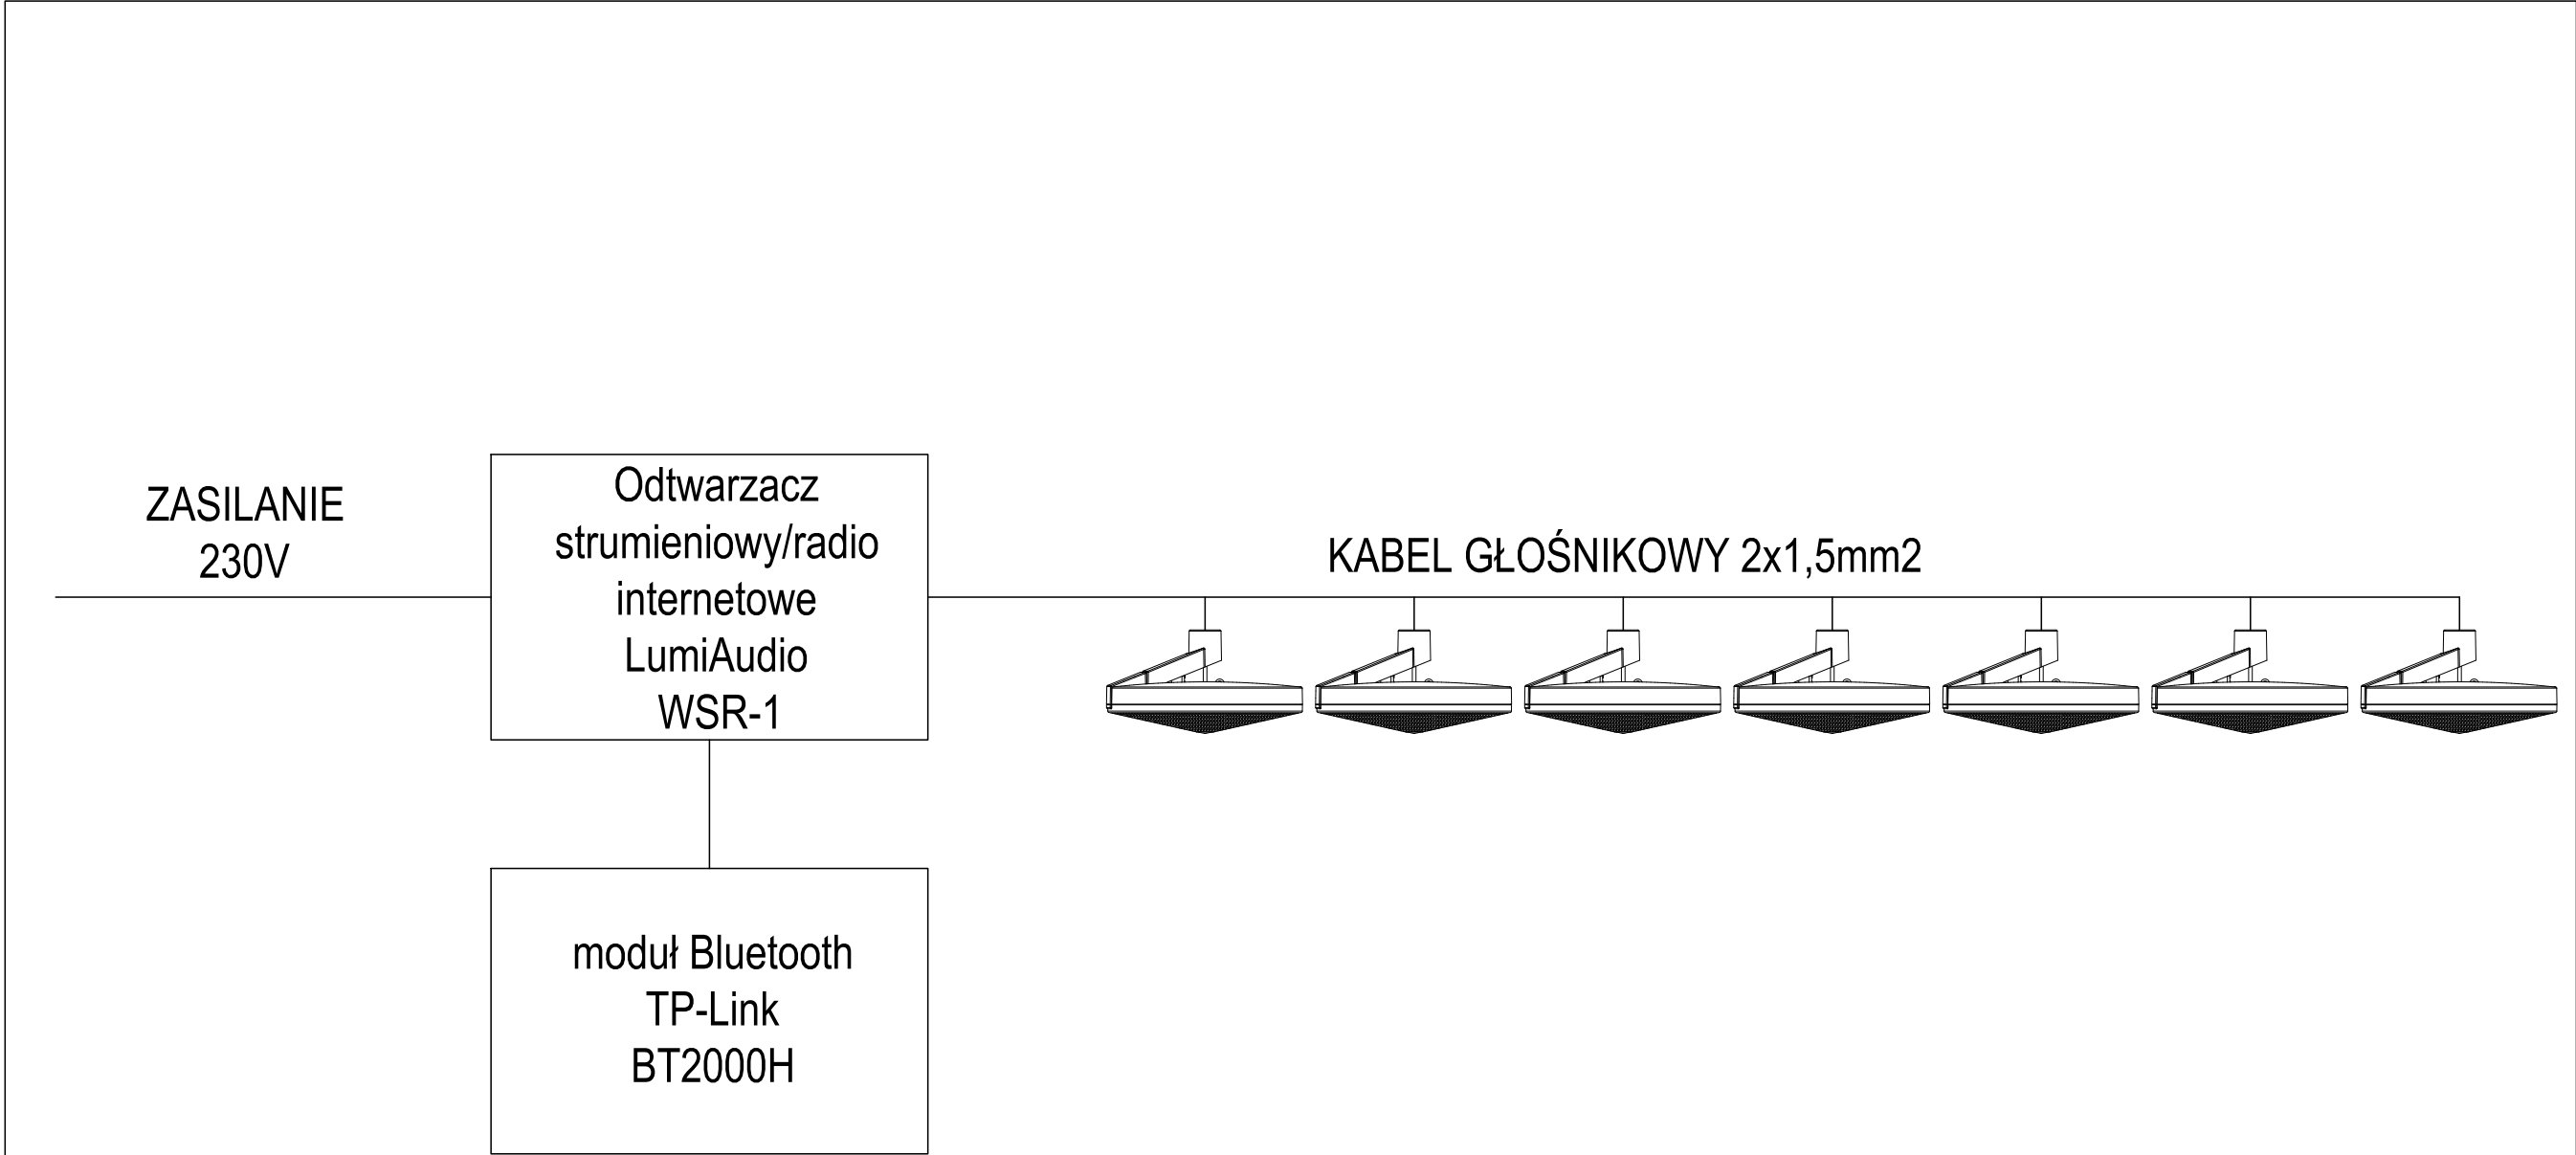 ZASILANIE
230V
Odtwarzacz
strumieniowy/radio
internetowe
LumiAudio
WSR-1
KABEL GŁOŚNIKOWY 2x1,5mm2
moduł Bluetooth
TP-Link
BT2000H